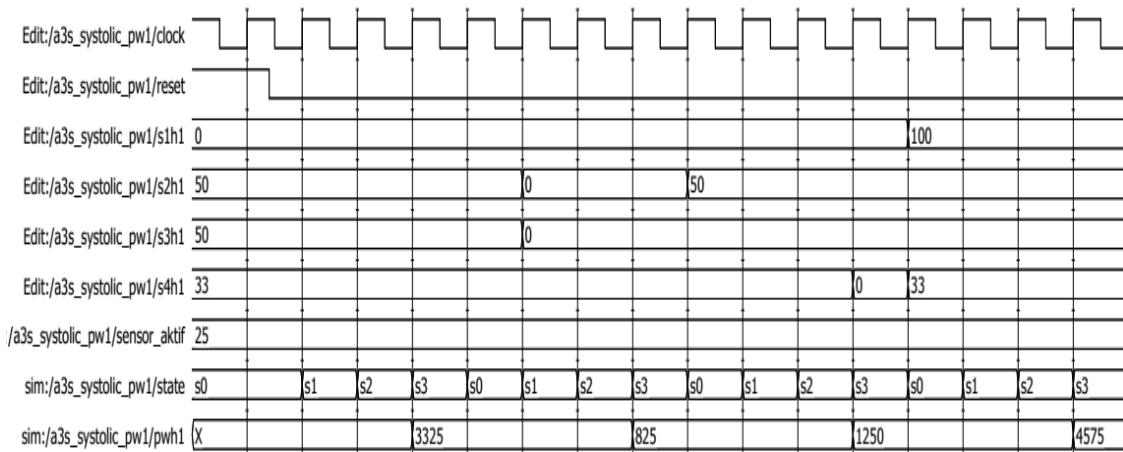 Edit:/a3s_systolic_pw1/clock
Edit:/a3s_systolic_pw1/reset
Edit:/a3s_systolic_pw1/s1h1 0 100
Edit:/a3s_systolic_pw1/s2h1 50 0 50
Edit:/a3s_systolic_pw1/s3h1 50 0
Edit:/a3s_systolic_pw1/s4h1 33 0 33
:/a3s_systolic_pw1/sensor_aktif 25
sim:/a3s_systolic_pw1/state s0 s1 s2 s3 s0 s1 s2 s3 s0 s1 s2 s3 s0 s1 s2 s3
sim:/a3s_systolic_pw1/pwh1 X 3325 825 1250 4575